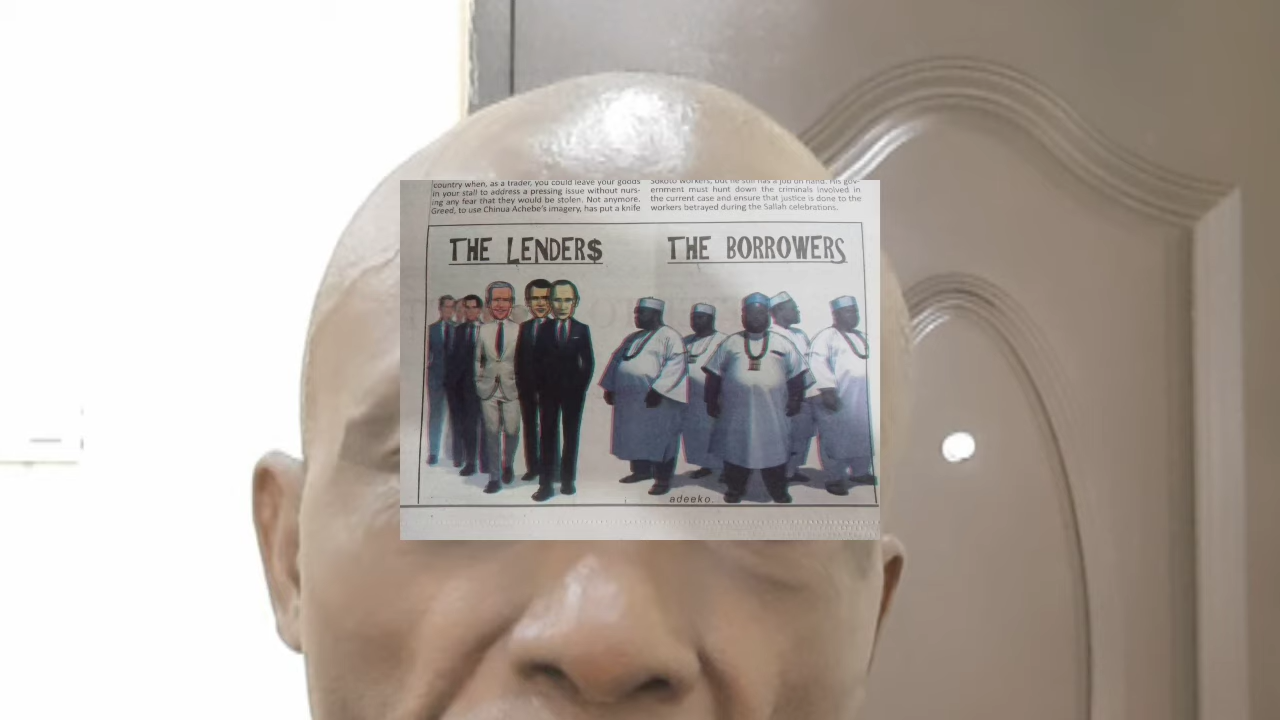 country when, as a trader, you could leave your goods
in your stall to address a pressing issue without nurs-
ing any fear that they would be stolen. Not anymore.
Greed, to use Chinua Achebe's imagery, has put a knife
Sokoto workers, but he still has a job on hand. His gov-
ernment must hunt down the criminals involved in
the current case and ensure that justice is done to the
workers betrayed during the Sallah celebrations.
THE LENDER$
THE BORROWERS
adeeko.